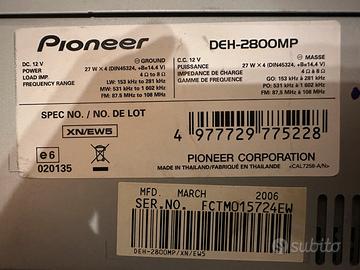 Pioneer DEH-2800MP
DC. 12 V GROUND C.C. 12 V MASSE
POWER 27 W X 4 (DIN45324, +B=14,4 V) PUISSANCE 27 W X 4 (DIN45324, +B=14,4 V)
LOAD IMP. 4 Ω à 8 Ω IMPEDANCE DE CHARGE 4 Ω à 8 Ω
FREQUENCY RANGE LW: 153 kHz to 281 kHz GAMME DE FREQUENCES GO: 153 kHz à 281 kHz
MW: 531 kHz to 1 602 kHz PO: 531 kHz à 1 602 kHz
FM: 87.5 MHz to 108 MHz FM: 87,5 MHz à 108 MHz
SPEC NO. / NO. DE LOT
XN/EW5
4 977729 775228
e6
020135
PIONEER CORPORATION
MADE IN THAILAND/FABRIQUÉ EN THAILANDE <CAL7259-A/N>
MFD. MARCH 2006
SER.NO. FCTM015724EW
DEH-2800MP/XN/EW5
subito